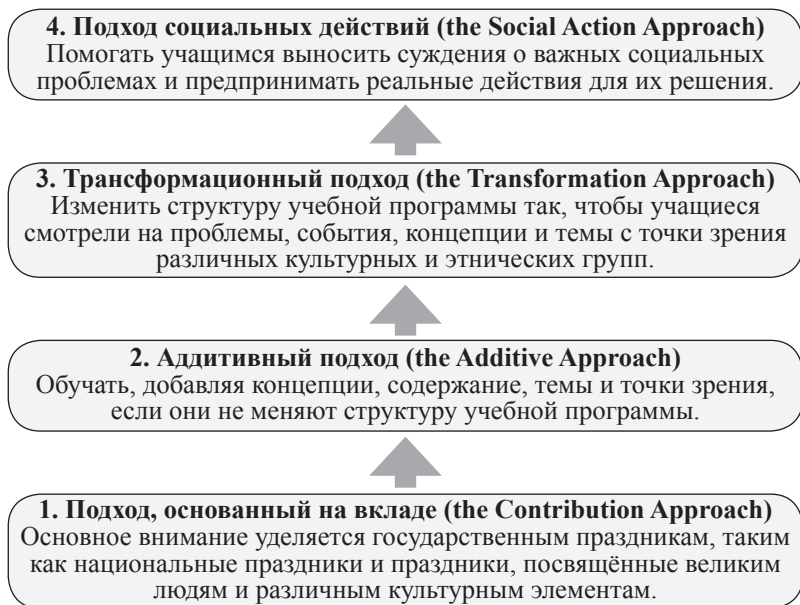 4. Подход социальных действий (the Social Action Approach)
Помогать учащимся выносить суждения о важных социальных
проблемах и предпринимать реальные действия для их решения.
3. Трансформационный подход (the Transformation Approach)
Изменить структуру учебной программы так, чтобы учащиеся
смотрели на проблемы, события, концепции и темы с точки зрения
различных культурных и этнических групп.
2. Аддитивный подход (the Additive Approach)
Обучать, добавляя концепции, содержание, темы и точки зрения,
если они не меняют структуру учебной программы.
1. Подход, основанный на вкладе (the Contribution Approach)
Основное внимание уделяется государственным праздникам, таким
как национальные праздники и праздники, посвящённые великим
людям и различным культурным элементам.